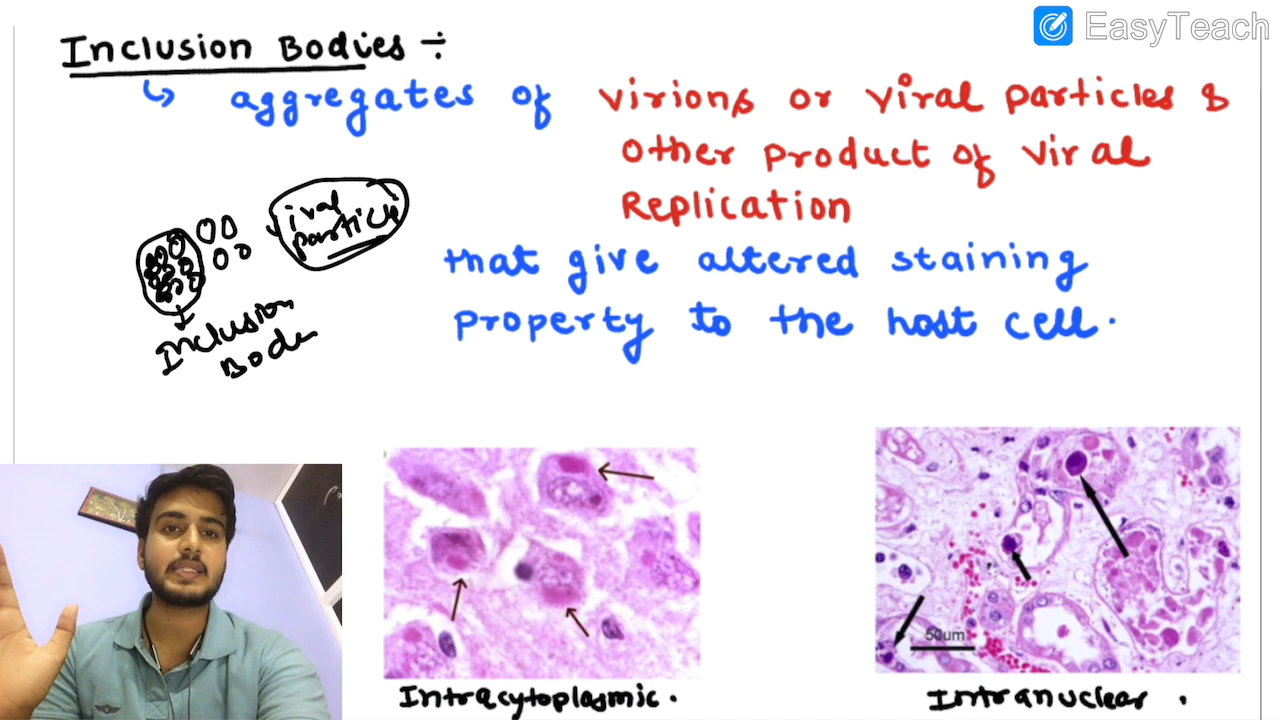 EasyTeach
Inclusion Bodies ÷
↳ aggregates of virions or viral particles &
other product of viral
Replication
viral
particle
that give altered staining
property to the host cell.
Inclusion
50um
Intracytoplasmic.
Intranuclear.